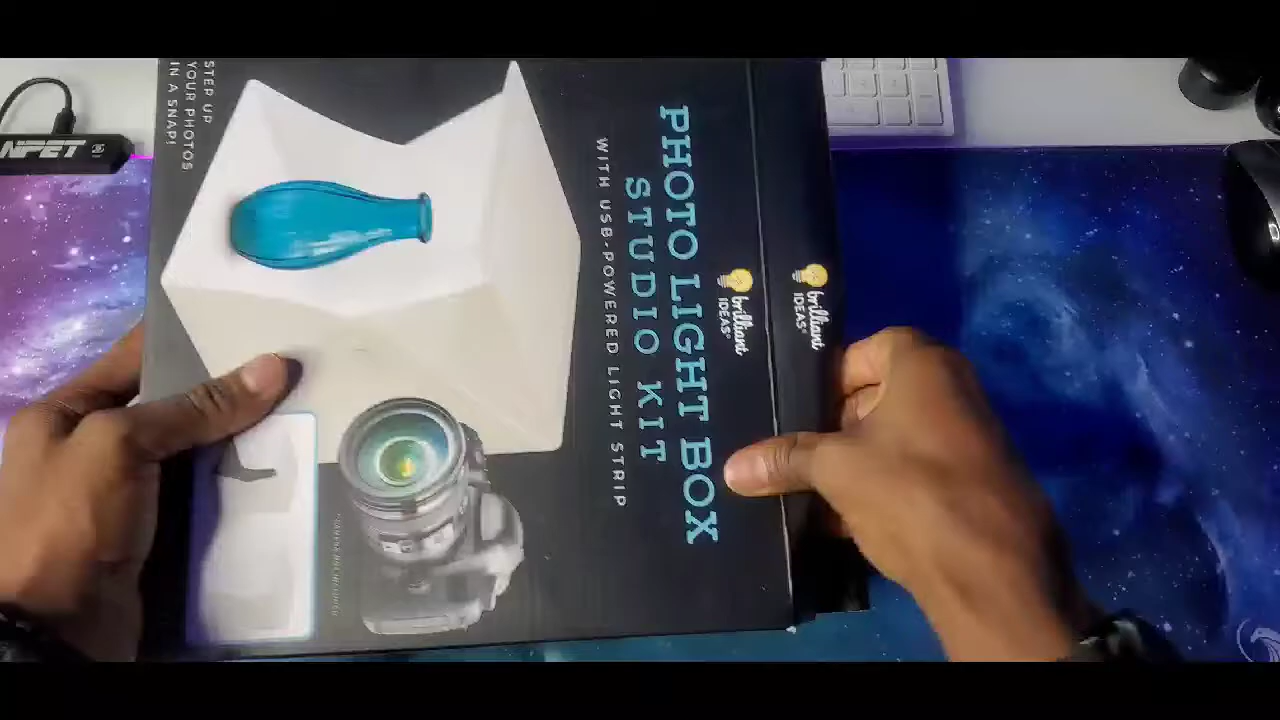 PHOTO LIGHT BOX
STUDIO KIT
WITH USB-POWERED LIGHT STRIP
brilliant
IDEAS®
brilliant
IDEAS®
STEP UP
YOUR PHOTOS
IN A SNAP!
NPET